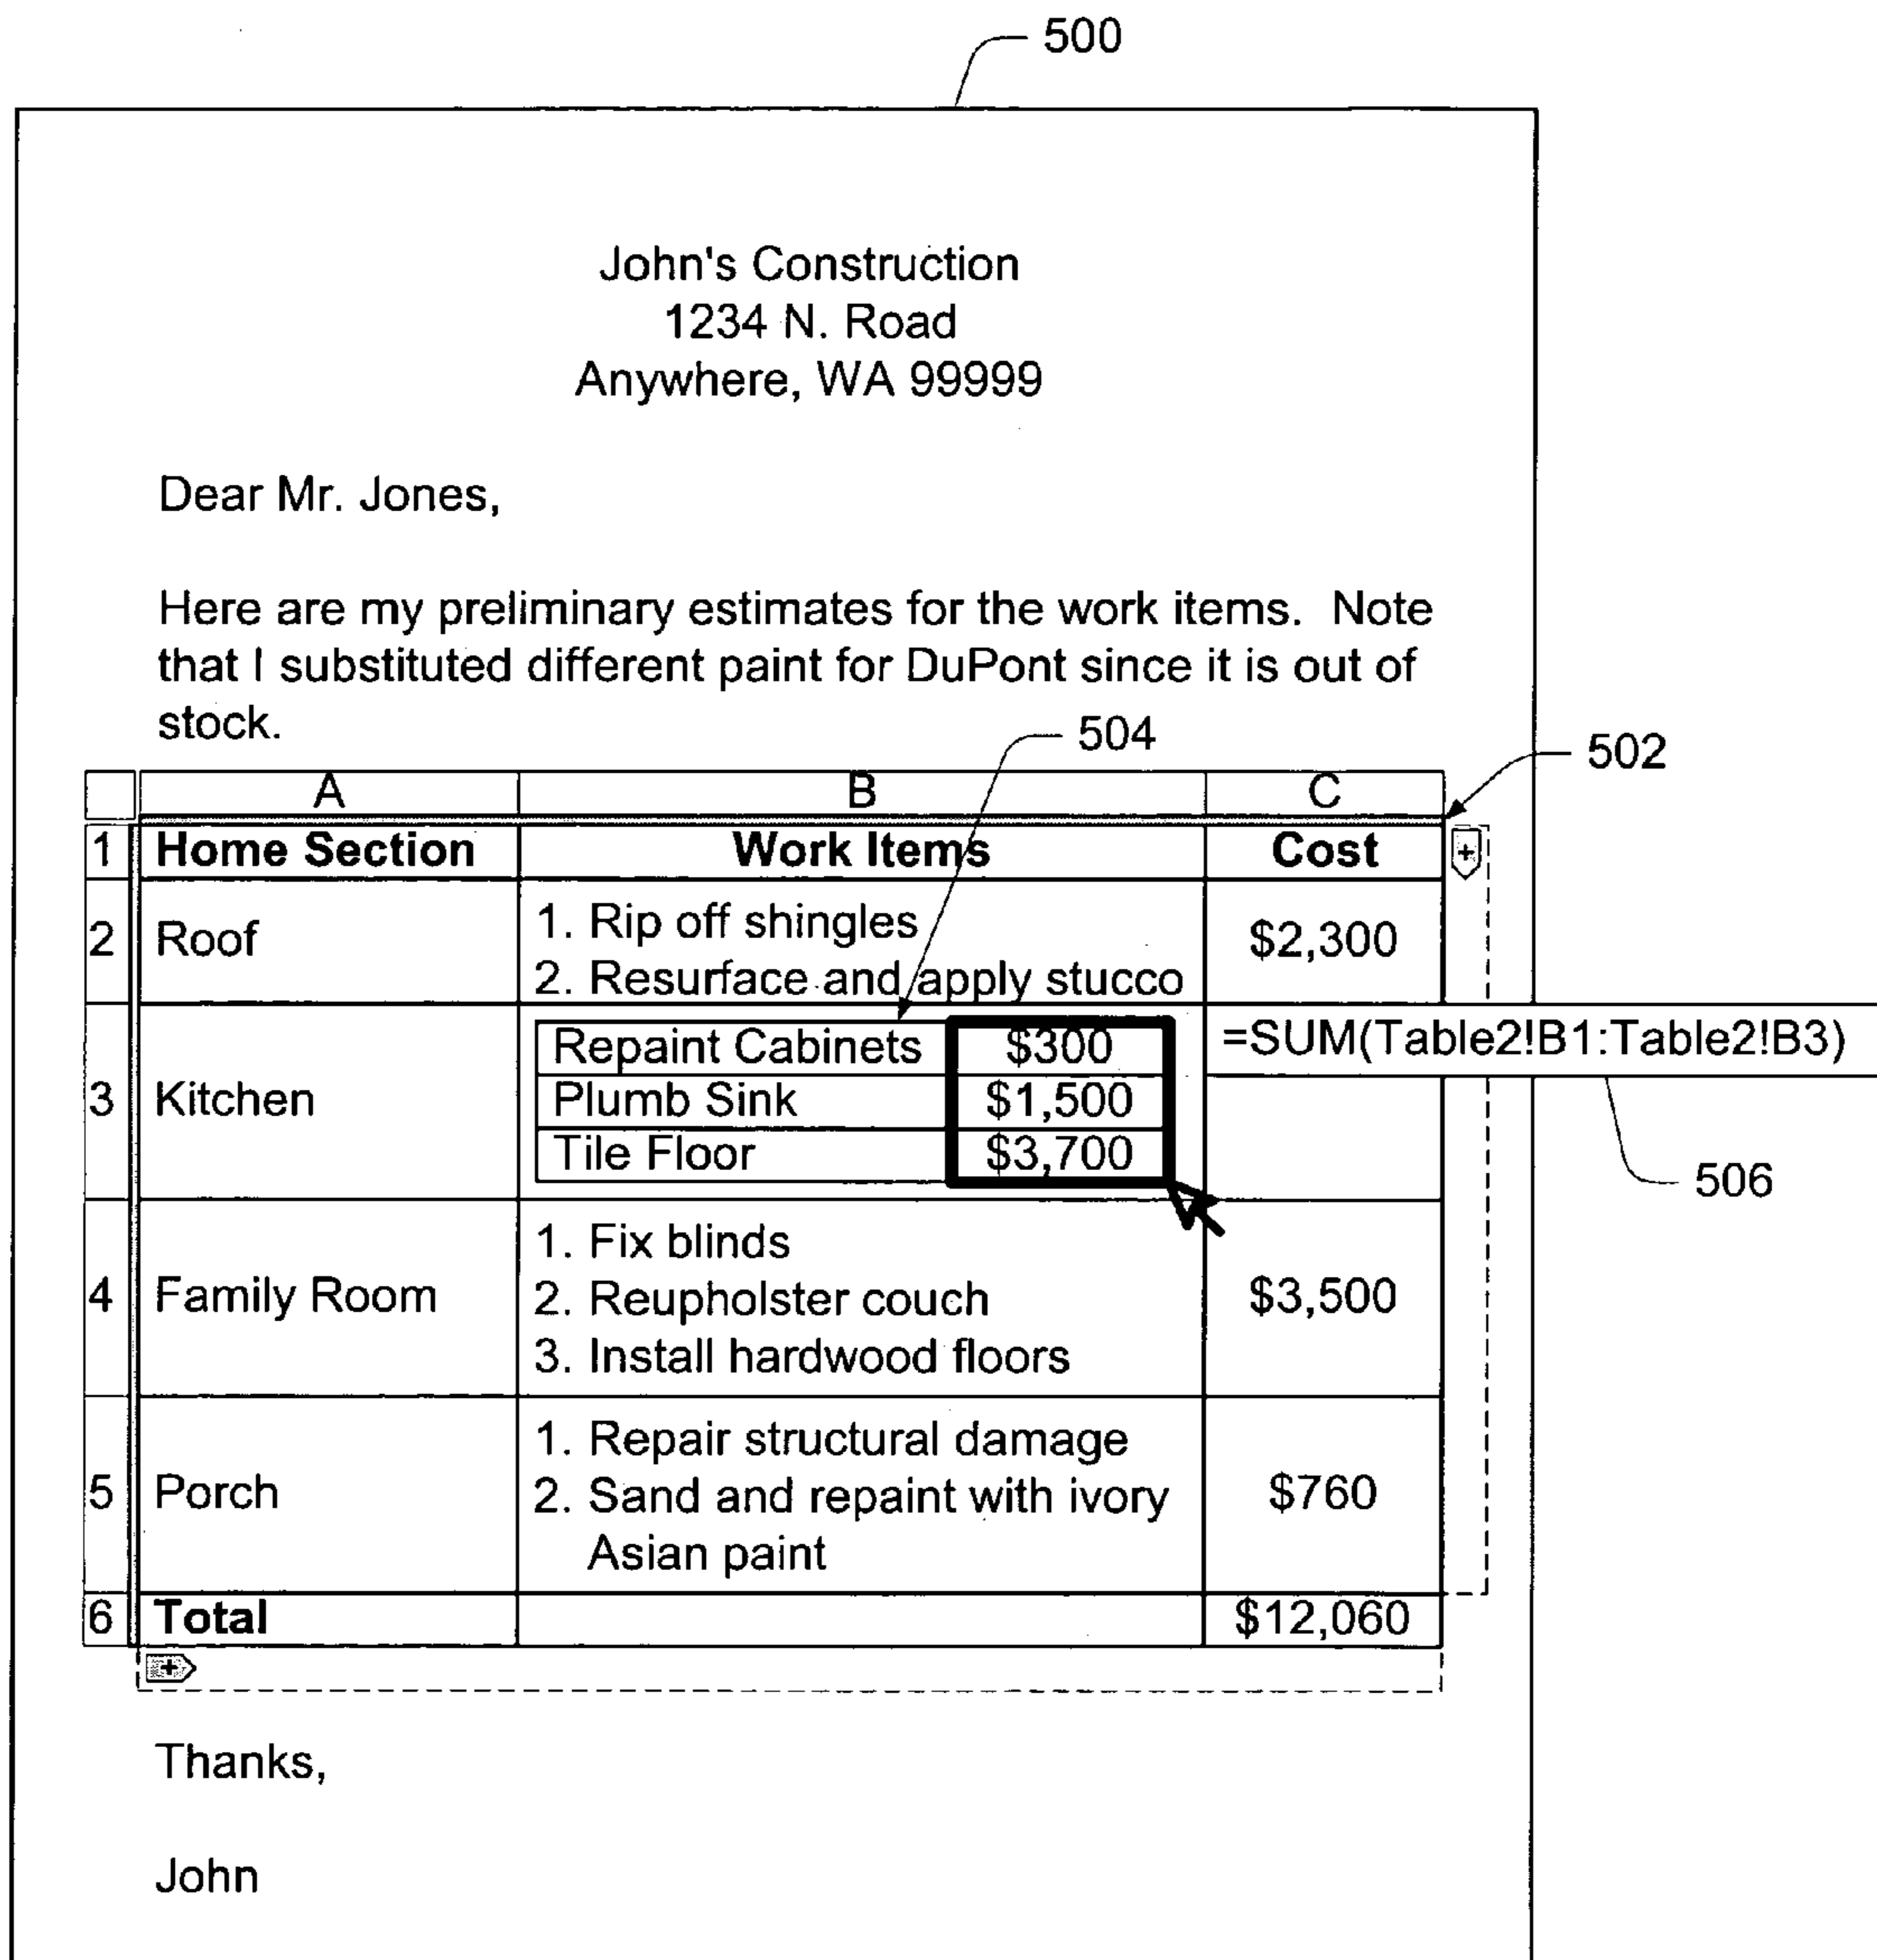 500
John's Construction
1234 N. Road
Anywhere, WA 99999
Dear Mr. Jones,
Here are my preliminary estimates for the work items. Note
that I substituted different paint for DuPont since it is out of
stock.
504
502
A B C
1 Home Section Work Items Cost
2 Roof 1. Rip off shingles $2,300
2. Resurface and apply stucco
3 Kitchen Repaint Cabinets $300 =SUM(Table2!B1:Table2!B3)
Plumb Sink $1,500
Tile Floor $3,700
506
4 Family Room 1. Fix blinds $3,500
2. Reupholster couch
3. Install hardwood floors
5 Porch 1. Repair structural damage $760
2. Sand and repaint with ivory
Asian paint
6 Total $12,060
Thanks,
John